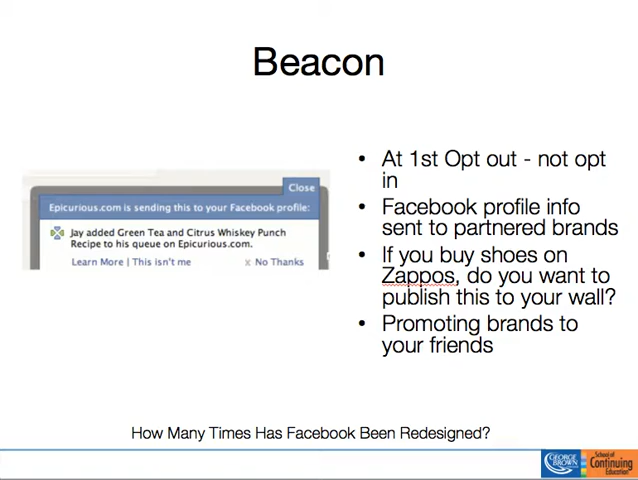 Beacon
Close
Epicurious.com is sending this to your Facebook profile:
Jay added Green Tea and Citrus Whiskey Punch
Recipe to his queue on Epicurious.com.
Learn More | This isn't me x No Thanks
• At 1st Opt out - not opt
in
• Facebook profile info
sent to partnered brands
• If you buy shoes on
Zappos, do you want to
publish this to your wall?
• Promoting brands to
your friends
How Many Times Has Facebook Been Redesigned?
GEORGE
BROWN
School of
Continuing
Education